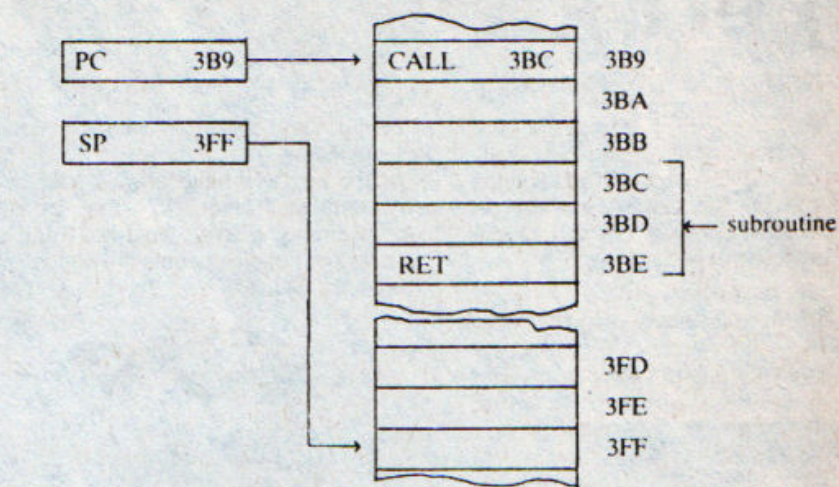 PC 3B9
CALL 3BC 3B9
3BA
SP 3FF
3BB
3BC
3BD
subroutine
RET 3BE
3FD
3FE
3FF